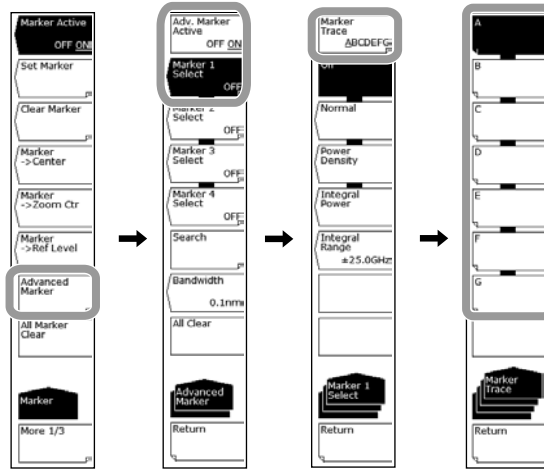 Marker Active
OFF ON
Set Marker
Clear Marker
Marker
->Center
Marker
->Zoom Ctr
Marker
->Ref Level
Advanced
Marker
All Marker
Clear
Marker
More 1/3
Adv. Marker
Active
OFF ON
Marker 1
Select
OFF
Marker 2
Select
OFF
Marker 3
Select
OFF
Marker 4
Select
OFF
Search
Bandwidth
0.1nm
All Clear
Advanced
Marker
Return
Marker
Trace
ABCDEFG
Off
Normal
Power
Density
Integral
Power
Integral
Range
±25.0GHz
Marker 1
Select
Return
A
B
C
D
E
F
G
Marker
Trace
Return